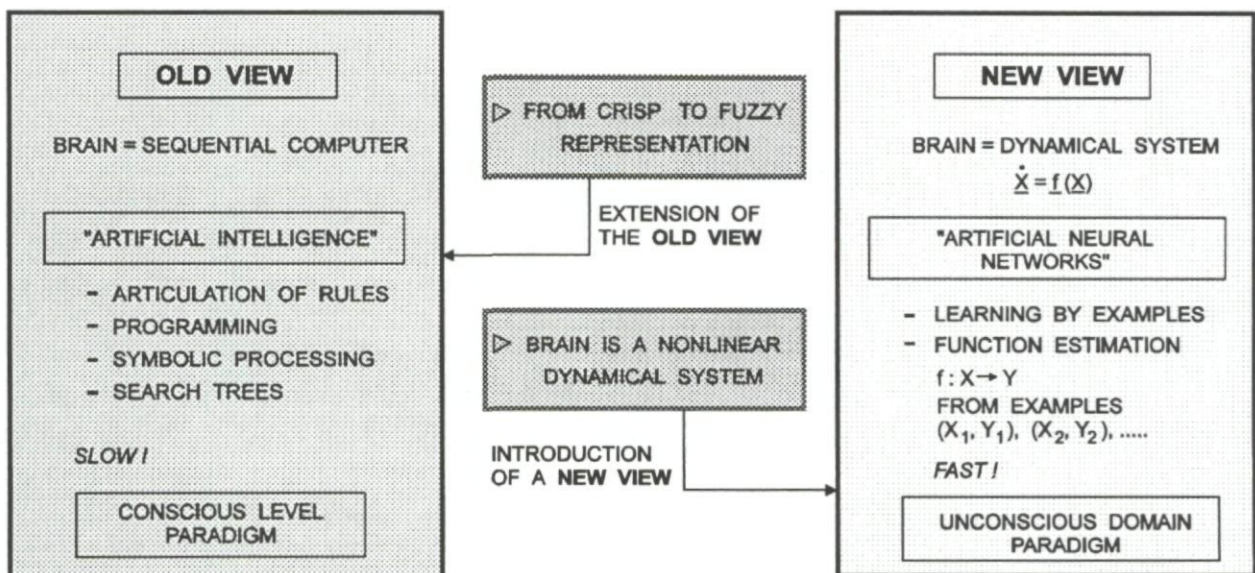 OLD VIEW
BRAIN = SEQUENTIAL COMPUTER
"ARTIFICIAL INTELLIGENCE"
- ARTICULATION OF RULES
- PROGRAMMING
- SYMBOLIC PROCESSING
- SEARCH TREES
SLOW !
CONSCIOUS LEVEL
PARADIGM
▷ FROM CRISP TO FUZZY
REPRESENTATION
EXTENSION OF
THE OLD VIEW
▷ BRAIN IS A NONLINEAR
DYNAMICAL SYSTEM
INTRODUCTION
OF A NEW VIEW
NEW VIEW
BRAIN = DYNAMICAL SYSTEM
Ẋ = f (X)
"ARTIFICIAL NEURAL
NETWORKS"
- LEARNING BY EXAMPLES
- FUNCTION ESTIMATION
f : X → Y
FROM EXAMPLES
(X₁, Y₁), (X₂, Y₂), .....
FAST !
UNCONSCIOUS DOMAIN
PARADIGM